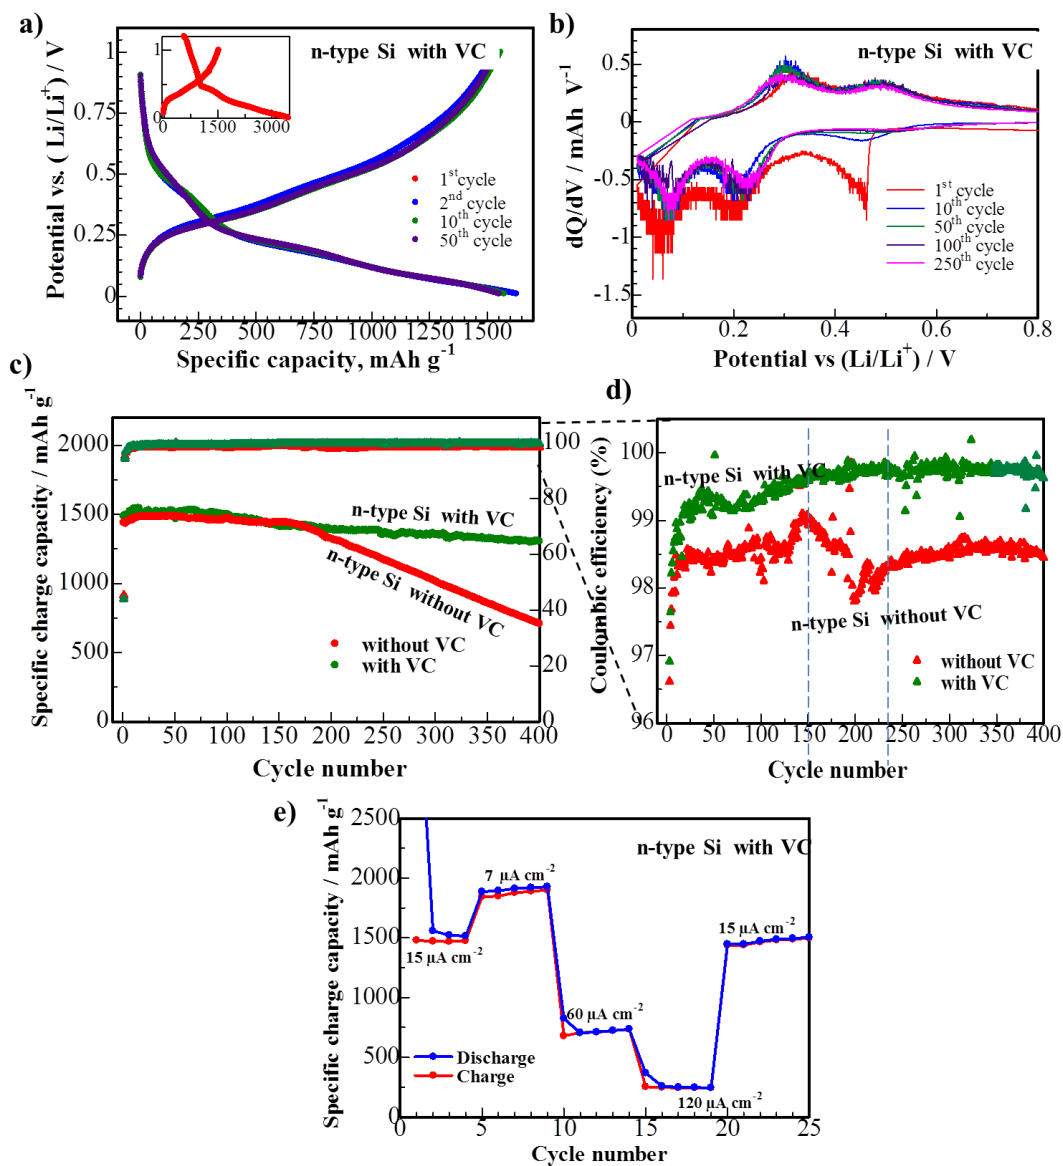 a)
n-type Si with VC
Potential vs. ( Li/Li+) / V
1
0.75
0.5
0.25
0
1
0
0 1500 3000
1st cycle
2nd cycle
10th cycle
50th cycle
0 250 500 750 1000 1250 1500
Specific capacity, mAh g-1
b)
n-type Si with VC
dQ/dV / mAh V-1
0.5
0
-0.5
-1
-1.5
1st cycle
10th cycle
50th cycle
100th cycle
250th cycle
0 0.2 0.4 0.6 0.8
Potential vs (Li/Li+) / V
c)
Specific charge capacity / mAh g-1
2000
1500
1000
500
0
100
80
60
40
20
0
n-type Si with VC
n-type Si without VC
without VC
with VC
0 50 100 150 200 250 300 350 400
Cycle number
d)
Coulombic efficiency (%)
100
99
98
97
96
n-type Si with VC
n-type Si without VC
without VC
with VC
0 50 100 150 200 250 300 350 400
Cycle number
e)
Specific charge capacity / mAh g-1
2500
2000
1500
1000
500
0
n-type Si with VC
7 µA cm-2
15 µA cm-2
15 µA cm-2
60 µA cm-2
120 µA cm-2
Discharge
Charge
0 5 10 15 20 25
Cycle number